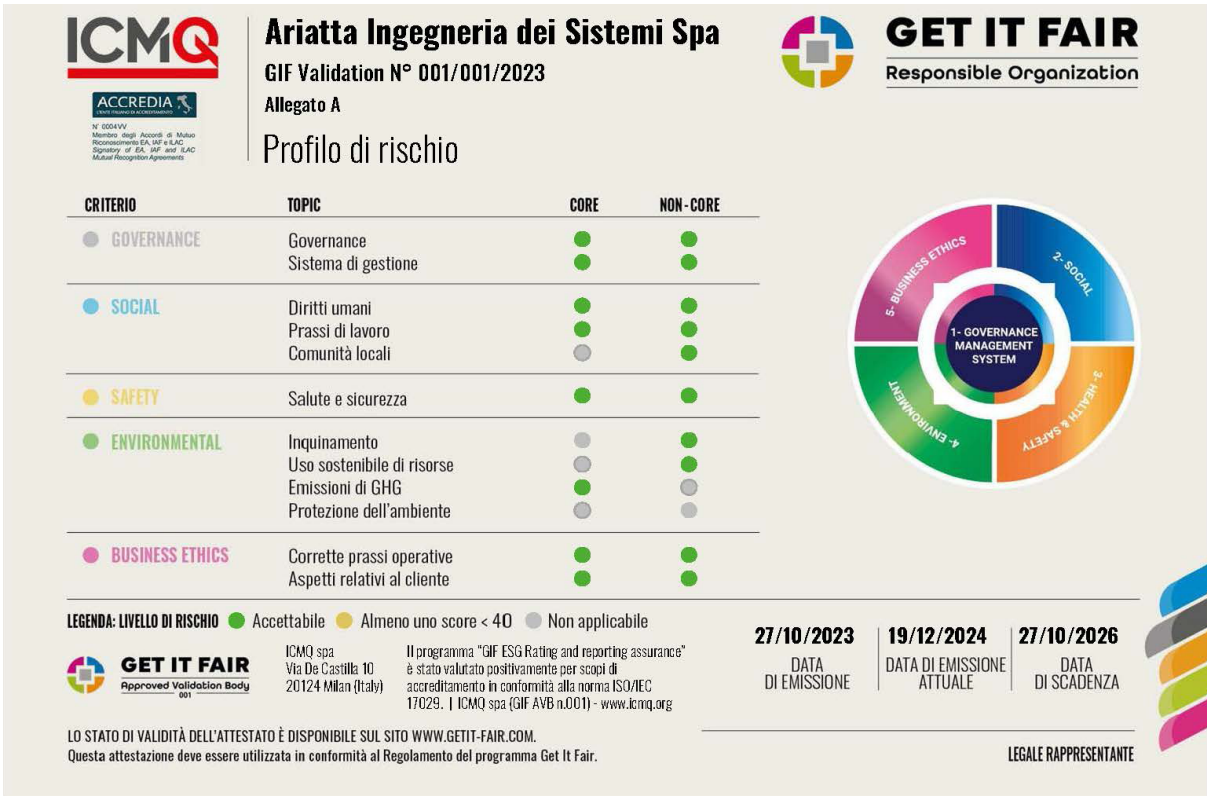 ICMQ
ACCREDIA
L'ENTE ITALIANO DI ACCREDITAMENTO
N° 0004VV
Membro degli Accordi di Mutuo
Riconoscimento EA, IAF e ILAC
Signatory of EA, IAF and ILAC
Mutual Recognition Agreements
Ariatta Ingegneria dei Sistemi Spa
GIF Validation N° 001/001/2023
Allegato A
Profilo di rischio
GET IT FAIR
Responsible Organization
CRITERIO TOPIC CORE NON-CORE
GOVERNANCE Governance
Sistema di gestione
SOCIAL Diritti umani
Prassi di lavoro
Comunità locali
SAFETY Salute e sicurezza
ENVIRONMENTAL Inquinamento
Uso sostenibile di risorse
Emissioni di GHG
Protezione dell'ambiente
BUSINESS ETHICS Corrette prassi operative
Aspetti relativi al cliente
5- BUSINESS ETHICS
2- SOCIAL
1- GOVERNANCE
MANAGEMENT
SYSTEM
4- ENVIRONMENT
3- HEALTH & SAFETY
LEGENDA: LIVELLO DI RISCHIO Accettabile Almeno uno score < 40 Non applicabile
GET IT FAIR
Approved Validation Body
001
ICMQ spa
Via De Castilla 10
20124 Milan (Italy)
Il programma "GIF ESG Rating and reporting assurance"
è stato valutato positivamente per scopi di
accreditamento in conformità alla norma ISO/IEC
17029. | ICMQ spa (GIF AVB n.001) - www.icmq.org
27/10/2023
DATA
DI EMISSIONE
19/12/2024
DATA DI EMISSIONE
ATTUALE
27/10/2026
DATA
DI SCADENZA
LO STATO DI VALIDITÀ DELL'ATTESTATO È DISPONIBILE SUL SITO WWW.GETIT-FAIR.COM.
Questa attestazione deve essere utilizzata in conformità al Regolamento del programma Get It Fair.
LEGALE RAPPRESENTANTE